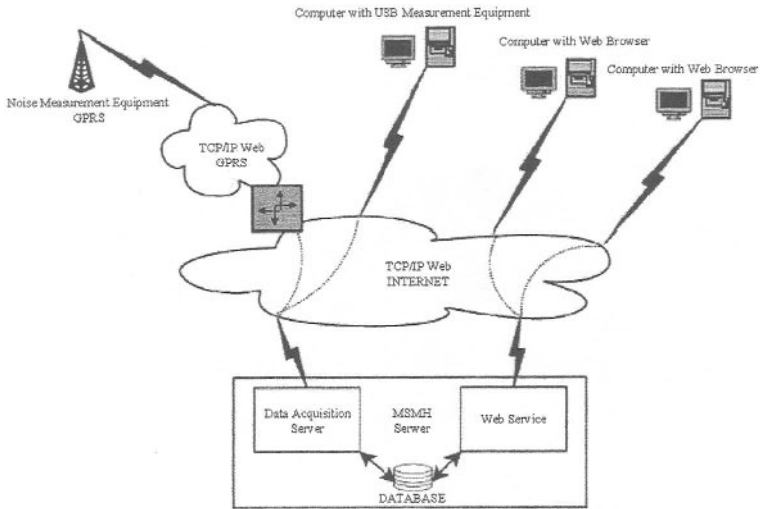 Computer with USB Measurement Equipment
Computer with Web Browser
Computer with Web Browser
Noise Measurement Equipment
GPRS
TCP/IP Web
GPRS
TCP/IP Web
INTERNET
Data Acquisition
Server
MSMH
Serwer
Web Service
DATABASE